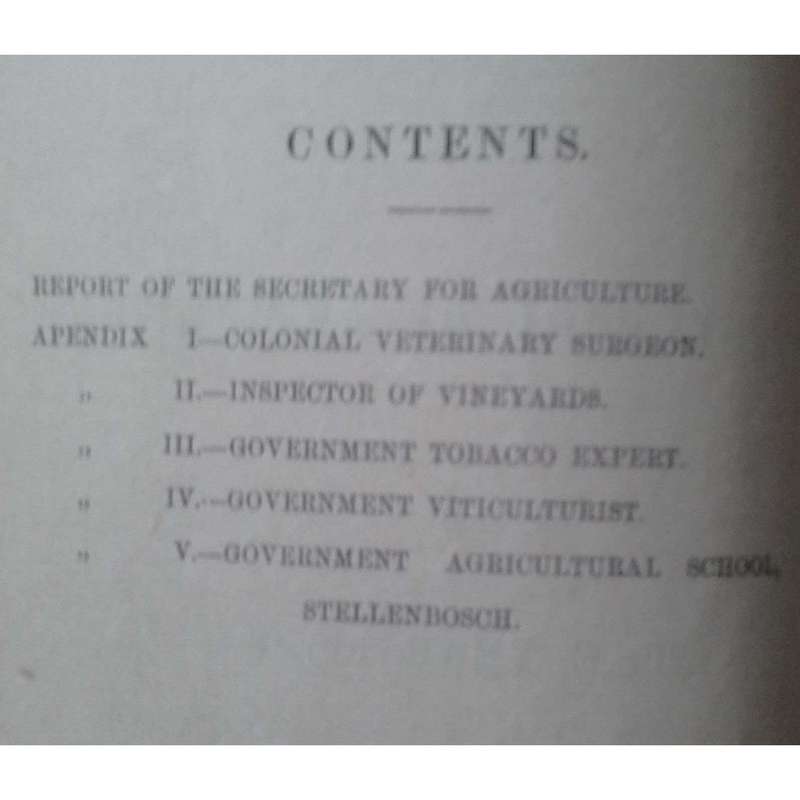 CONTENTS.
REPORT OF THE SECRETARY FOR AGRICULTURE.
APENDIX I.—COLONIAL VETERINARY SURGEON.
„ II.—INSPECTOR OF VINEYARDS.
„ III.—GOVERNMENT TOBACCO EXPERT.
„ IV.—GOVERNMENT VITICULTURIST.
„ V.—GOVERNMENT AGRICULTURAL SCHOOL,
STELLENBOSCH.